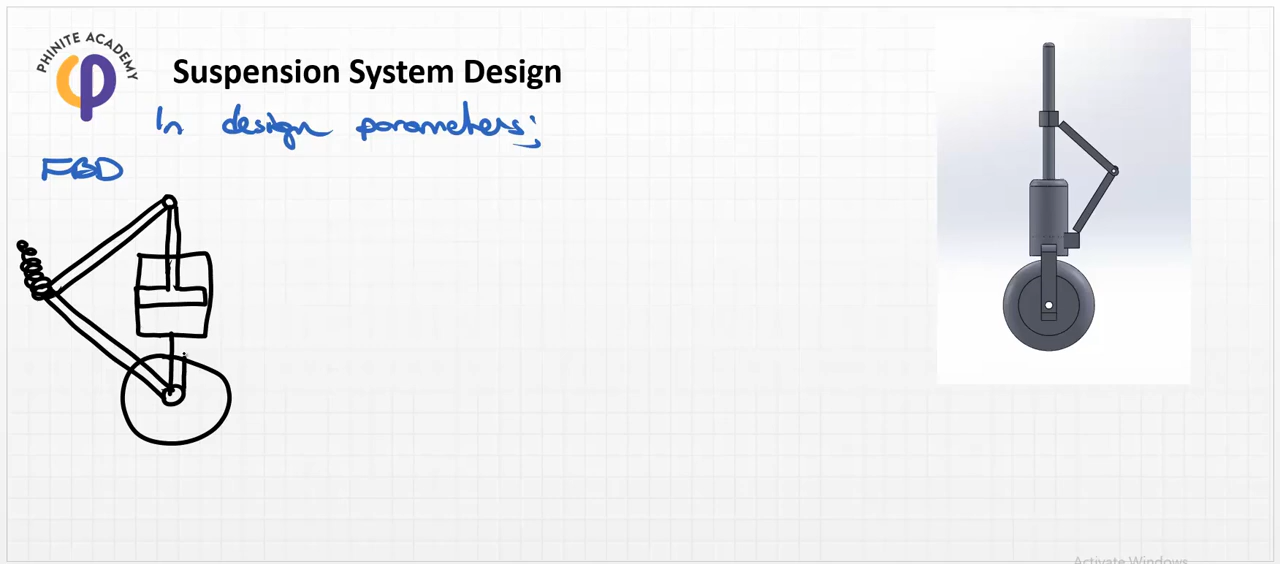 PHINITE ACADEMY
Suspension System Design
In design parameters;
FBD
Activate Windows